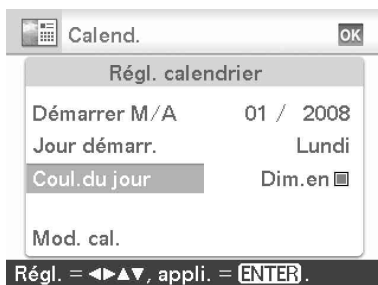 Calend. OK
Régl. calendrier
Démarrer M/A 01 / 2008
Jour démarr. Lundi
Coul.du jour Dim.en
Mod. cal.
Régl. = ◄►▲▼, appli. = ENTER.